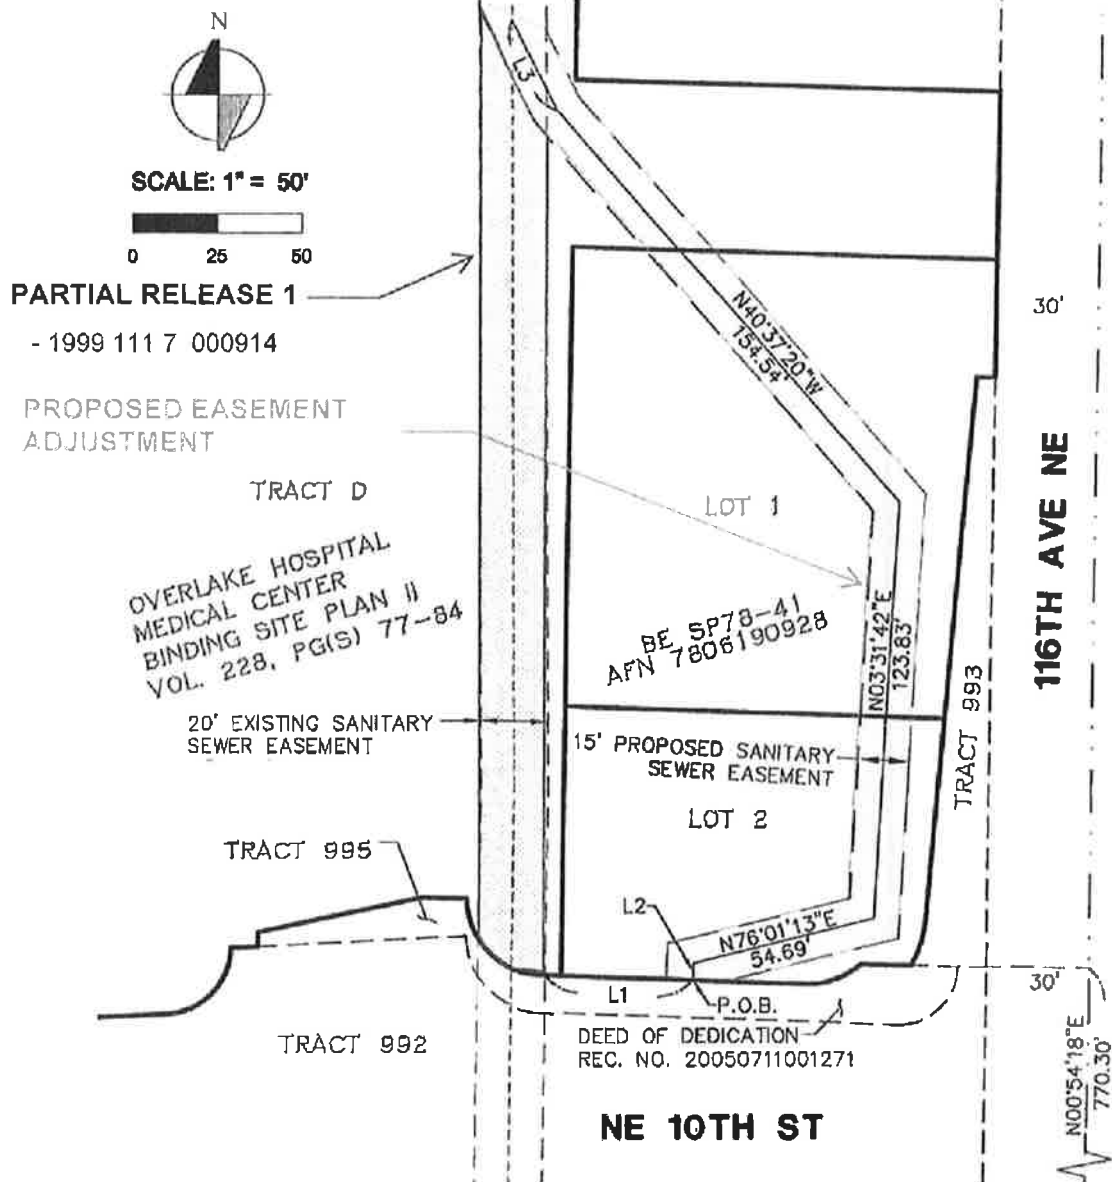 N
L3
SCALE: 1" = 50'
0 25 50
PARTIAL RELEASE 1
- 1999 111 7 000914
30'
N40°37'20"W
154.54'
PROPOSED EASEMENT
ADJUSTMENT
TRACT D
LOT 1
116TH AVE NE
OVERLAKE HOSPITAL
MEDICAL CENTER
BINDING SITE PLAN II
VOL. 228, PG(S) 77-84
BE SP78-41
AFN 7806190928
N03°31'42"E
123.83'
TRACT 993
20' EXISTING SANITARY
SEWER EASEMENT
15' PROPOSED SANITARY
SEWER EASEMENT
LOT 2
TRACT 995
L2
N76°01'13"E
54.69'
30'
L1
P.O.B.
TRACT 992
DEED OF DEDICATION
REC. NO. 20050711001271
N00°54'18"E
770.30'
NE 10TH ST